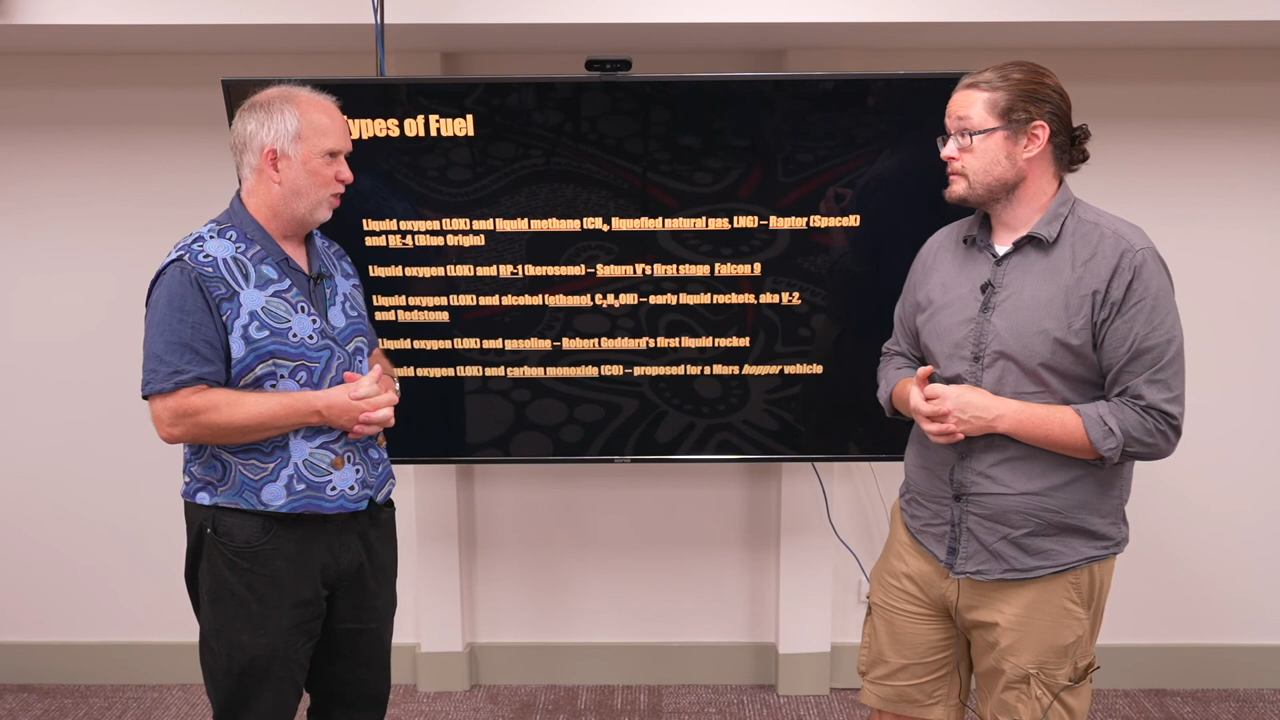 ypes of Fuel
Liquid oxygen (LOX) and liquid methane (CH₄, liquefied natural gas, LNG) – Raptor (SpaceX)
and BE-4 (Blue Origin)
Liquid oxygen (LOX) and RP-1 (kerosene) – Saturn V's first stage Falcon 9
Liquid oxygen (LOX) and alcohol (ethanol, C₂H₅OH) – early liquid rockets, aka V-2,
and Redstone
Liquid oxygen (LOX) and gasoline – Robert Goddard's first liquid rocket
quid oxygen (LOX) and carbon monoxide (CO) – proposed for a Mars hopper vehicle